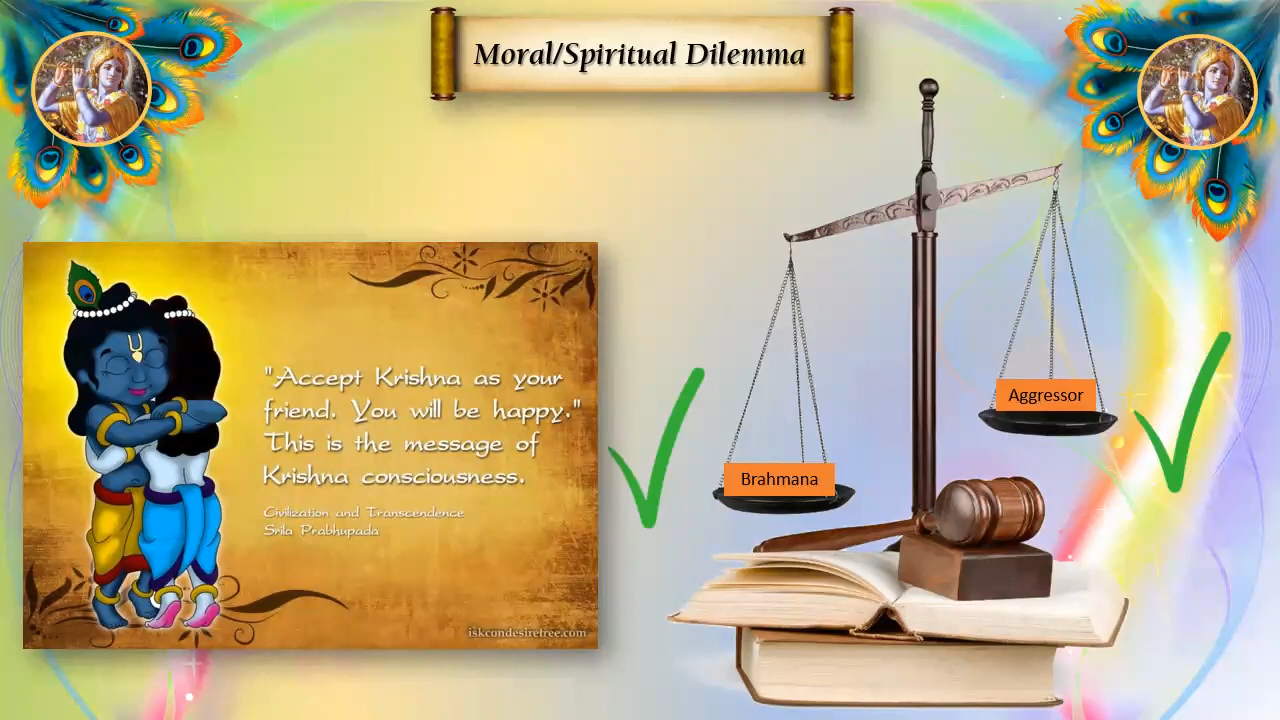 Moral/Spiritual Dilemma
"Accept Krishna as your
friend. You will be happy."
This is the message of
Krishna consciousness.
Civilization and Transcendence
Srila Prabhupada
iskcondesiretree.com
Aggressor
Brahmana